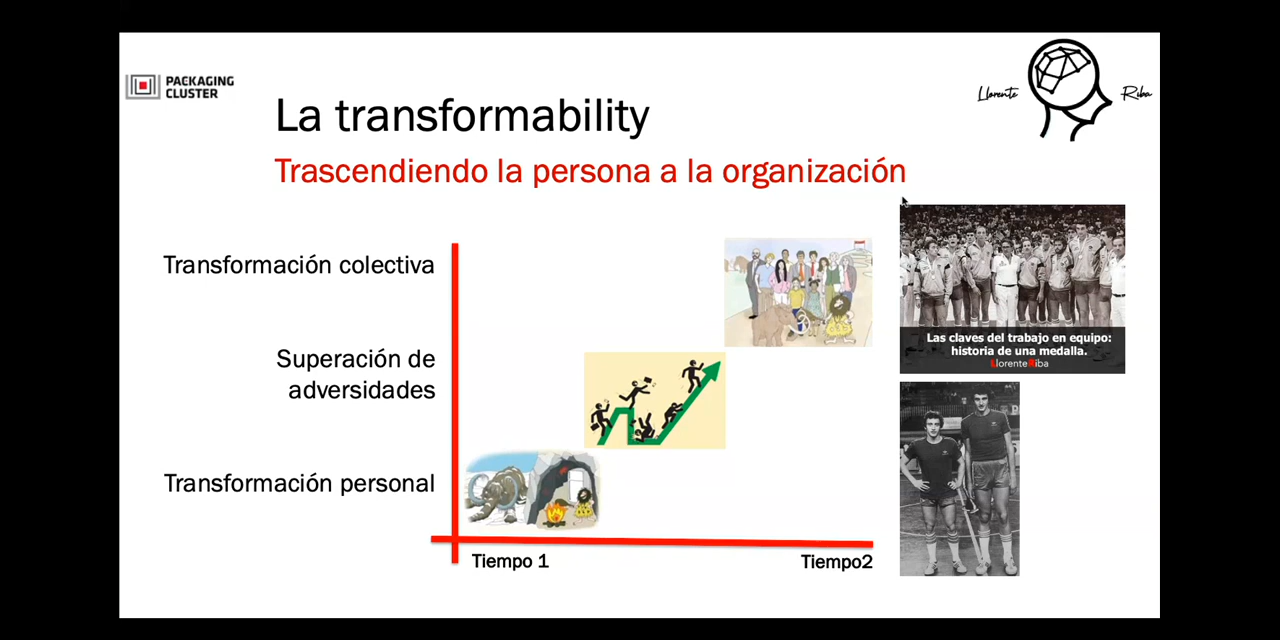 PACKAGING
CLUSTER
Llorente
Riba
La transformability
Trascendiendo la persona a la organización
Transformación colectiva
Superación de
adversidades
Transformación personal
Tiempo 1
Tiempo2
Las claves del trabajo en equipo:
historia de una medalla.
LlorenteRiba